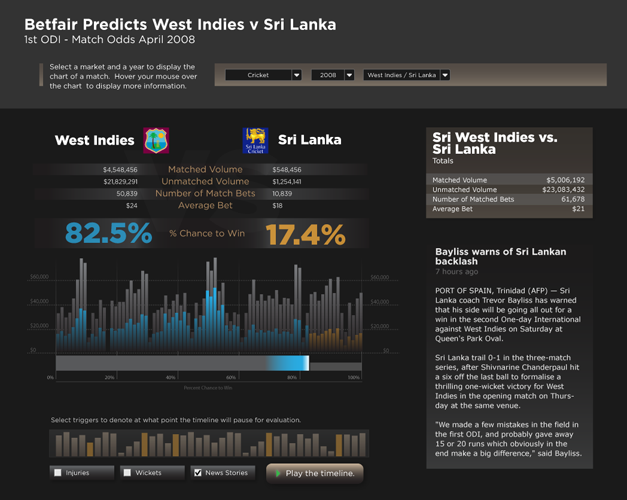 Betfair Predicts West Indies v Sri Lanka
1st ODI - Match Odds April 2008
Select a market and a year to display the
chart of a match. Hover your mouse over
the chart to display more information.
Cricket
2008
West Indies / Sri Lanka
West Indies
Sri Lanka
Cricket
Sri Lanka
$4,548,456 Matched Volume $548,456
$21,829,291 Unmatched Volume $1,254,141
50,839 Number of Match Bets 10,839
$24 Average Bet $18
82.5% % Chance to Win 17.4%
$60,000 $60,000
$40,000 $40,000
$20,000 $20,000
$0 $0
0% 20% 40% 60% 80% 100%
Percent Chance to Win
Select triggers to denote at what point the timeline will pause for evaluation.
Injuries
Wickets
News Stories
Play the timeline.
Sri West Indies vs.
Sri Lanka
Totals
Matched Volume $5,006,192
Unmatched Volume $23,083,432
Number of Matched Bets 61,678
Average Bet $21
Bayliss warns of Sri Lankan
backlash
7 hours ago
PORT OF SPAIN, Trinidad (AFP) — Sri
Lanka coach Trevor Bayliss has warned
that his side will be going all out for a
win in the second One-day International
against West Indies on Saturday at
Queen's Park Oval.
Sri Lanka trail 0-1 in the three-match
series, after Shivnarine Chanderpaul hit
a six off the last ball to formalise a
thrilling one-wicket victory for West
Indies in the opening match on Thurs-
day at the same venue.
"We made a few mistakes in the field in
the first ODI, and probably gave away
15 or 20 runs which obviously in the
end make a big difference," said Bayliss.